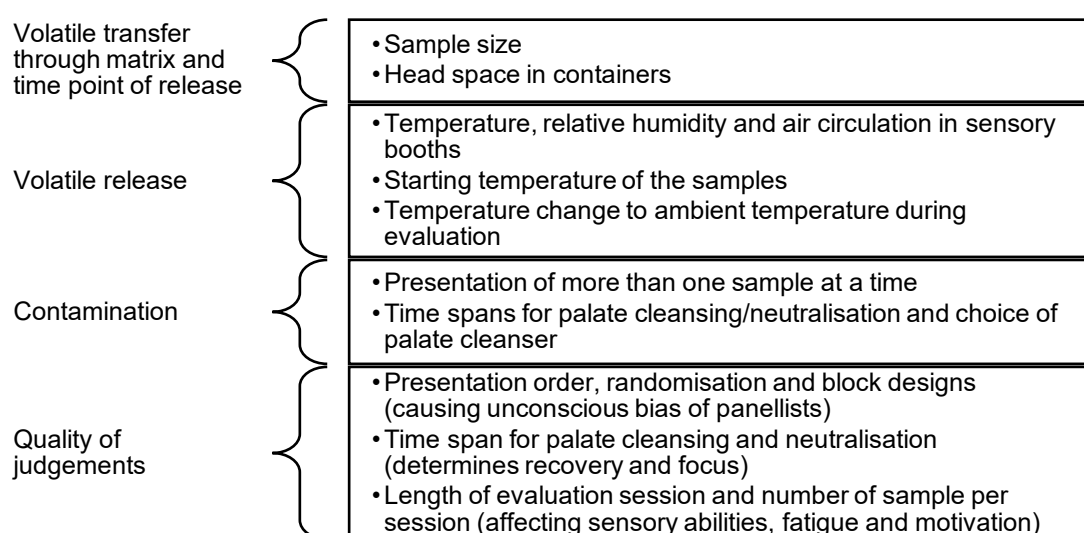 Volatile transfer
through matrix and
time point of release
•Sample size
•Head space in containers
Volatile release
•Temperature, relative humidity and air circulation in sensory
booths
•Starting temperature of the samples
•Temperature change to ambient temperature during
evaluation
Contamination
•Presentation of more than one sample at a time
•Time spans for palate cleansing/neutralisation and choice of
palate cleanser
Quality of
judgements
•Presentation order, randomisation and block designs
(causing unconscious bias of panellists)
•Time span for palate cleansing and neutralisation
(determines recovery and focus)
•Length of evaluation session and number of sample per
session (affecting sensory abilities, fatigue and motivation)